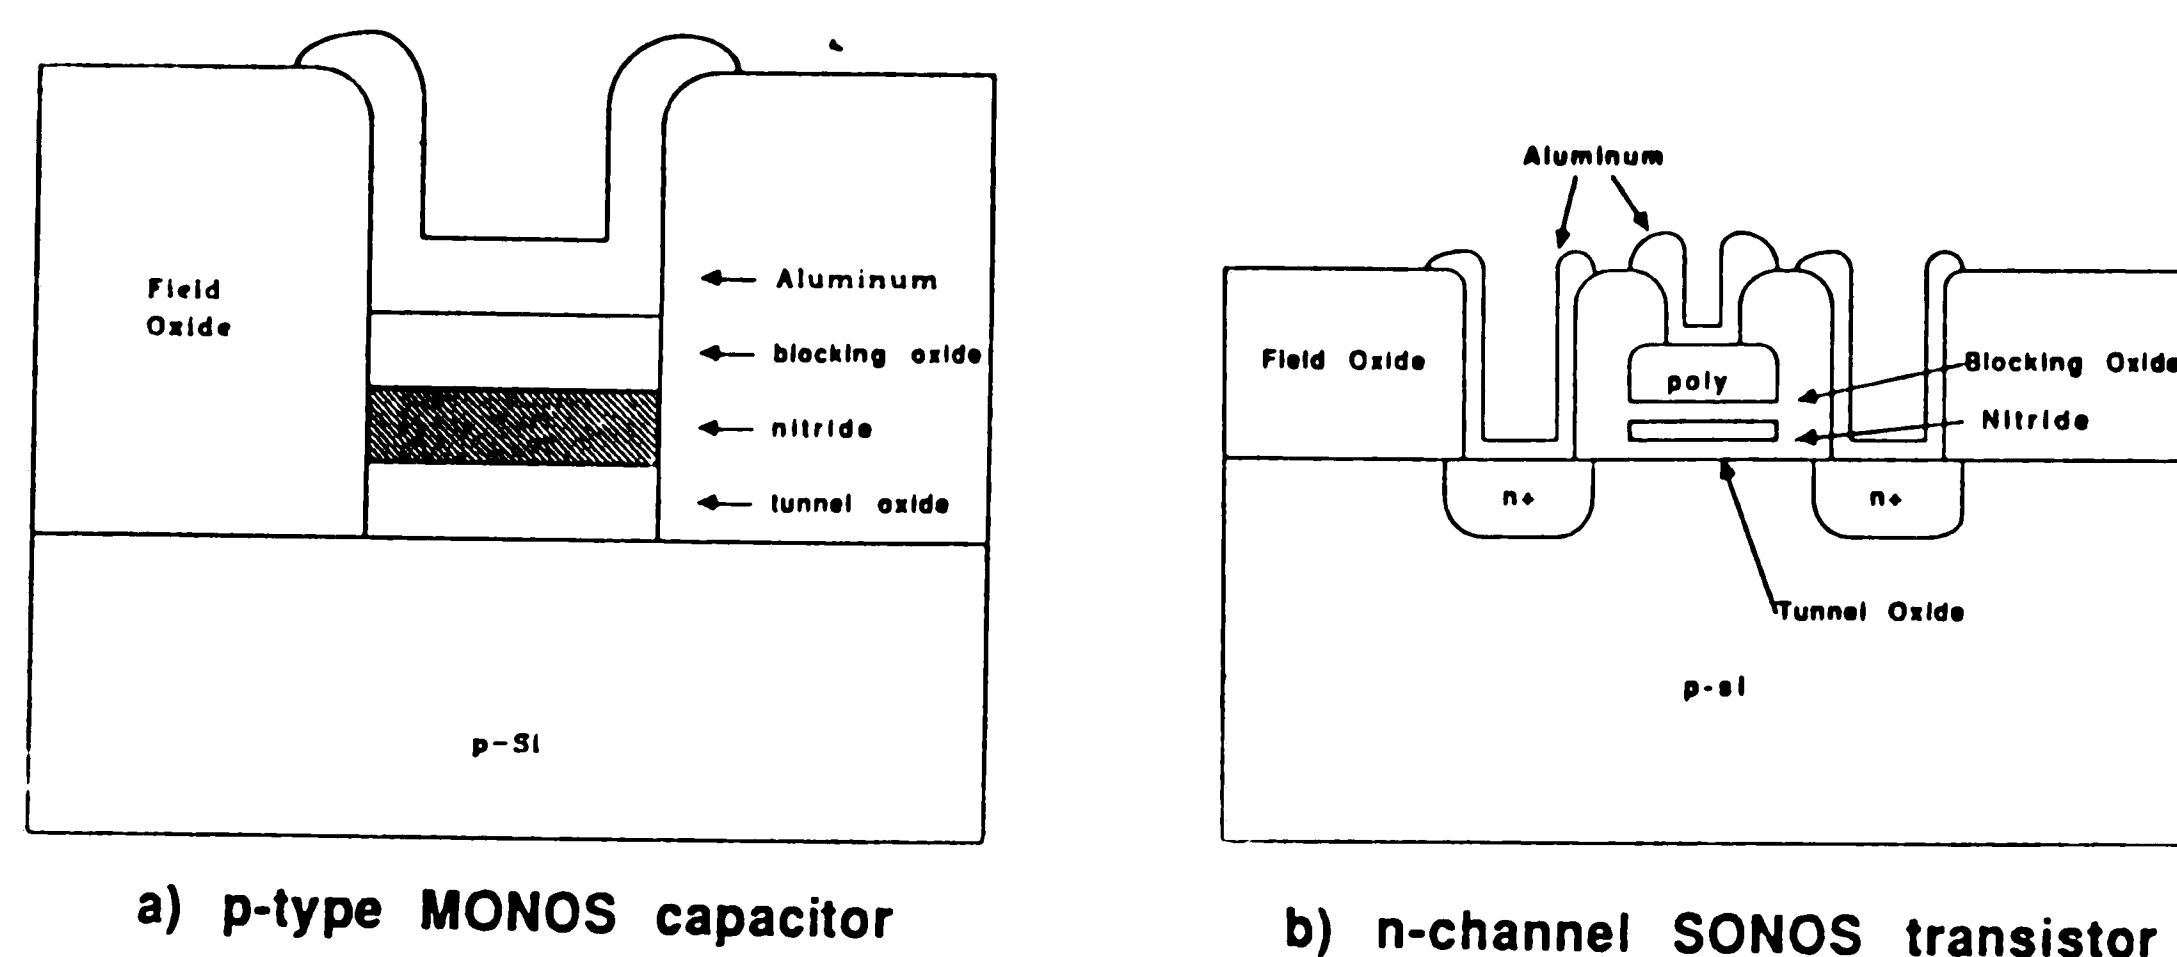 Field
Oxide
Aluminum
blocking oxide
nitride
tunnel oxide
p-Si
a) p-type MONOS capacitor
Aluminum
Field Oxide
poly
Blocking Oxide
Nitride
n+
n+
Tunnel Oxide
p-si
b) n-channel SONOS transistor